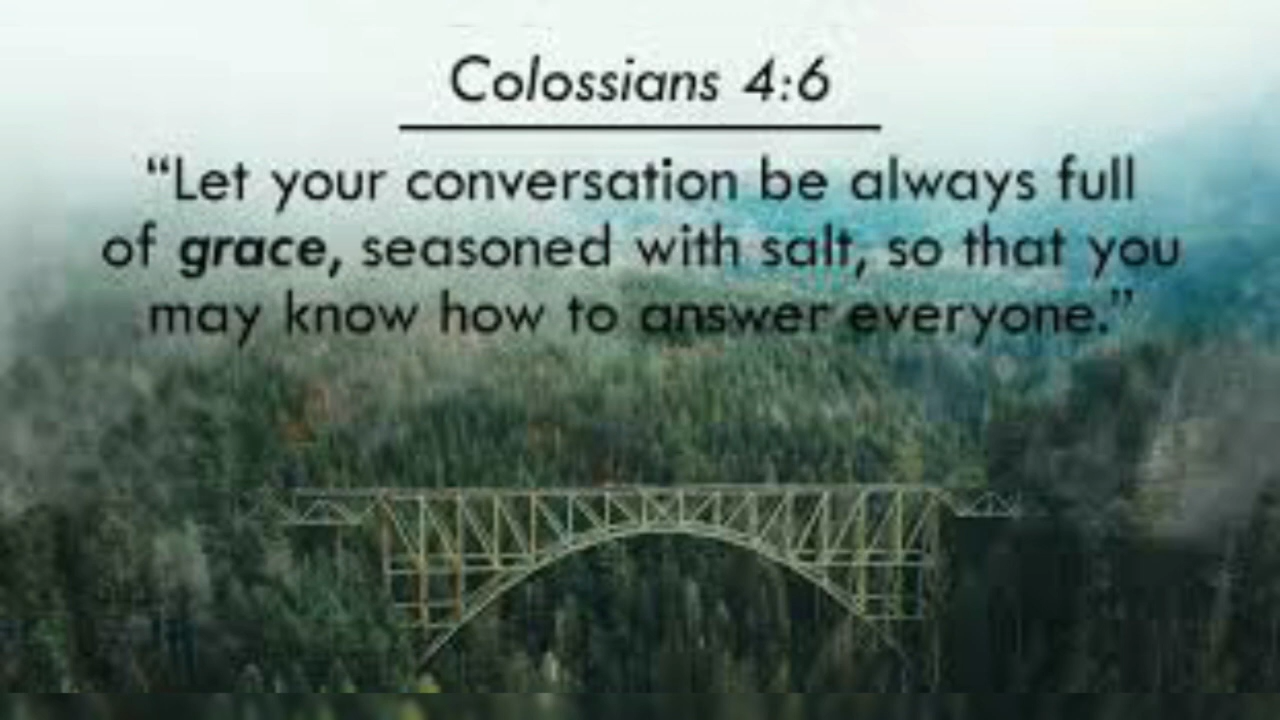 Colossians 4:6
“Let your conversation be always full
of grace, seasoned with salt, so that you
may know how to answer everyone.”